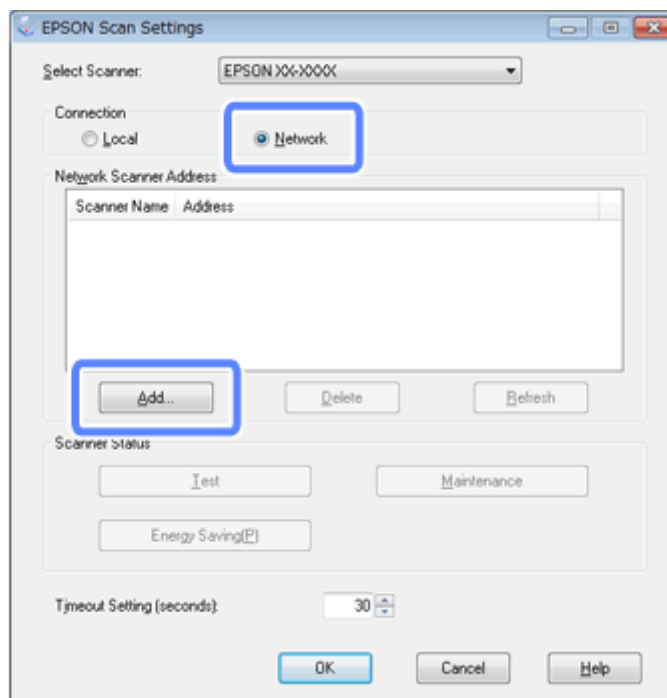 EPSON Scan Settings
Select Scanner: EPSON XX-XXXX
Connection
Local Network
Network Scanner Address
Scanner Name Address
Add... Delete Refresh
Scanner Status
Test Maintenance
Energy Saving(P)
Timeout Setting (seconds): 30
OK Cancel Help